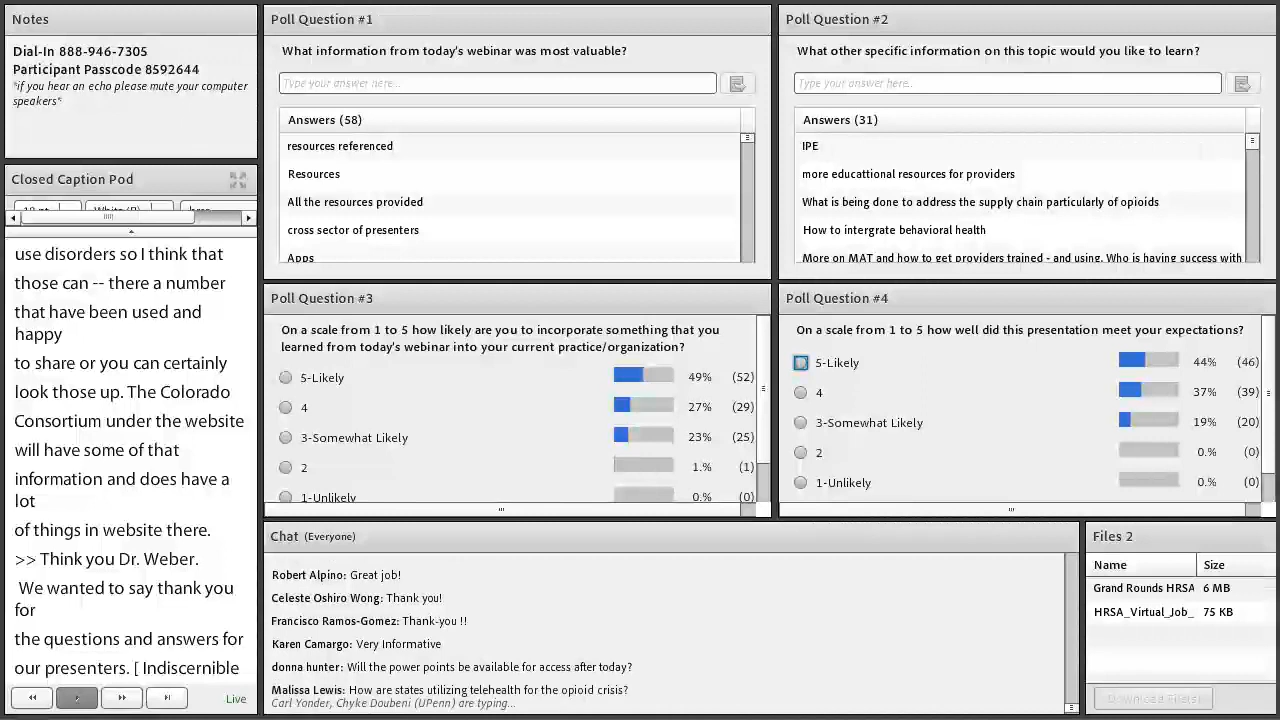 Notes
Dial-In 888-946-7305
Participant Passcode 8592644
*if you hear an echo please mute your computer
speakers*
Closed Caption Pod
use disorders so I think that
those can -- there a number
that have been used and
happy
to share or you can certainly
look those up. The Colorado
Consortium under the website
will have some of that
information and does have a
lot
of things in website there.
>> Think you Dr. Weber.
We wanted to say thank you
for
the questions and answers for
our presenters. [ Indiscernible
Live
Poll Question #1
What information from today's webinar was most valuable?
Type your answer here...
Answers (58)
resources referenced
Resources
All the resources provided
cross sector of presenters
Apps
Poll Question #2
What other specific information on this topic would you like to learn?
Type your answer here...
Answers (31)
IPE
more educattional resources for providers
What is being done to address the supply chain particularly of opioids
How to intergrate behavioral health
More on MAT and how to get providers trained - and using. Who is having success with
Poll Question #3
On a scale from 1 to 5 how likely are you to incorporate something that you
learned from today's webinar into your current practice/organization?
5-Likely 49% (52)
4 27% (29)
3-Somewhat Likely 23% (25)
2 1.% (1)
1-Unlikely 0.% (0)
Poll Question #4
On a scale from 1 to 5 how well did this presentation meet your expectations?
5-Likely 44% (46)
4 37% (39)
3-Somewhat Likely 19% (20)
2 0.% (0)
1-Unlikely 0.% (0)
Chat (Everyone)
Robert Alpino: Great job!
Celeste Oshiro Wong: Thank you!
Francisco Ramos-Gomez: Thank-you !!
Karen Camargo: Very Informative
donna hunter: Will the power points be available for access after today?
Malissa Lewis: How are states utilizing telehealth for the opioid crisis?
Carl Yonder, Chyke Doubeni (UPenn) are typing...
Files 2
Name Size
Grand Rounds HRSA 6 MB
HRSA_Virtual_Job_ 75 KB
Download File(s)